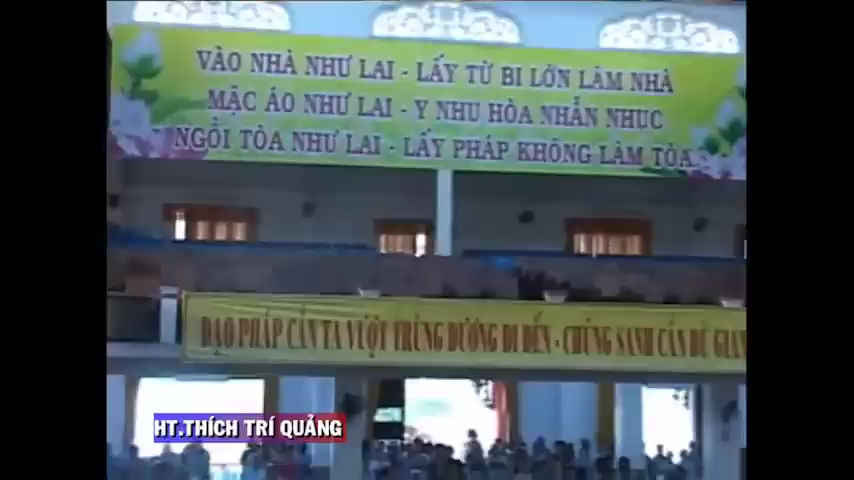 VÀO NHÀ NHƯ LAI - LẤY TỪ BI LỚN LÀM NHÀ
MẶC ÁO NHƯ LAI - Y NHU HÒA NHẪN NHỤC
NGỒI TÒA NHƯ LAI - LẤY PHÁP KHÔNG LÀM TÒA
ĐẠO PHÁP CẦN TA VƯỢT TRÙNG DƯƠNG ĐI ĐẾN - CHÚNG SANH CẦN
HT.THÍCH TRÍ QUẢNG